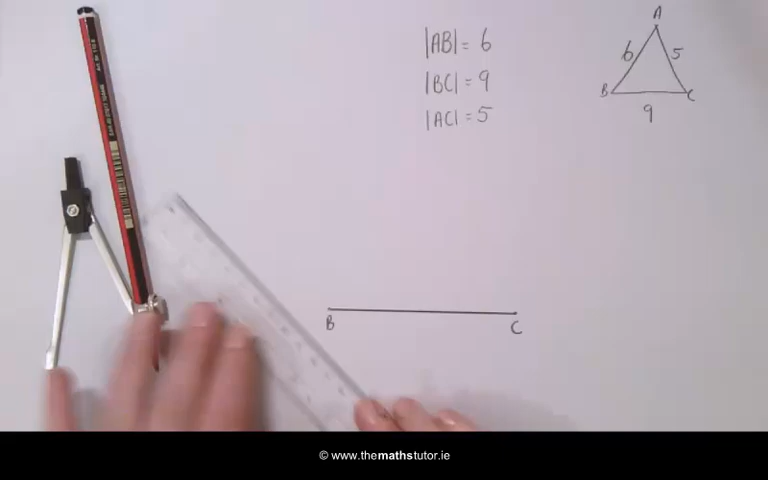 |AB| = 6
|BC| = 9
|AC| = 5
A
6 5
B C
9
B C
© www.themathstutor.ie